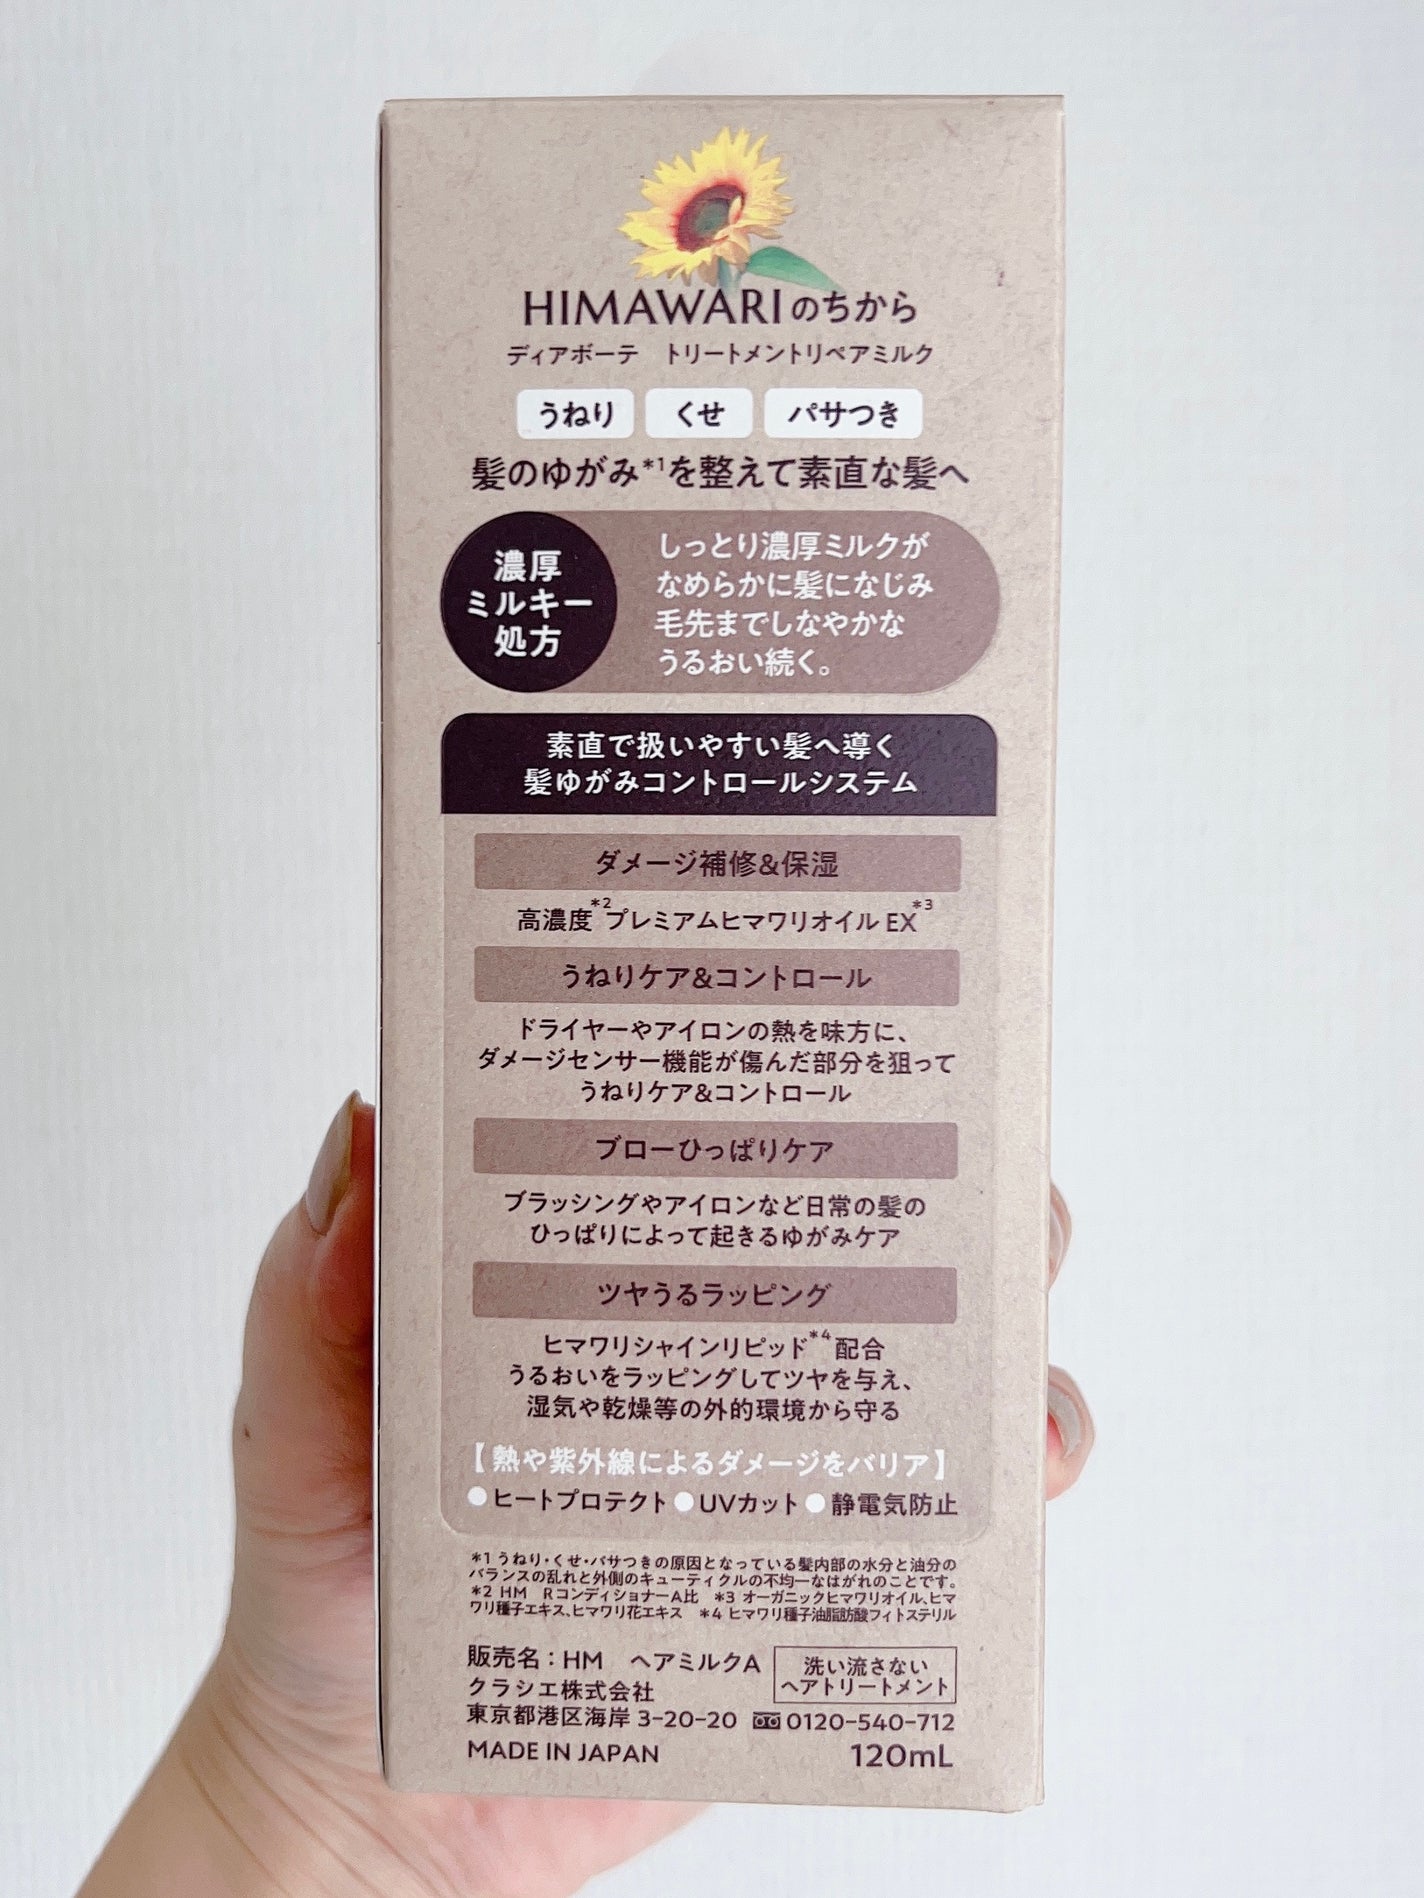 HIMAWARIのちから
ディアボーテ　トリートメントリペアミルク
うねり　くせ　パサつき
髪のゆがみ*1を整えて素直な髪へ
濃厚
ミルキー
処方
しっとり濃厚ミルクが
なめらかに髪になじみ
毛先までしなやかな
うるおい続く。
素直で扱いやすい髪へ導く
髪ゆがみコントロールシステム
ダメージ補修&保湿
高濃度*2プレミアムヒマワリオイルEX*3
うねりケア&コントロール
ドライヤーやアイロンの熱を味方に、
ダメージセンサー機能が傷んだ部分を狙って
うねりケア&コントロール
ブローひっぱりケア
ブラッシングやアイロンなど日常の髪の
ひっぱりによって起きるゆがみケア
ツヤうるラッピング
ヒマワリシャインリピッド*4配合
うるおいをラッピングしてツヤを与え、
湿気や乾燥等の外的環境から守る
【熱や紫外線によるダメージをバリア】
●ヒートプロテクト●UVカット●静電気防止
*1 うねり・くせ・パサつきの原因となっている髪内部の水分と油分の
バランスの乱れと外側のキューティクルの不均一なはがれのことです。
*2 HM　RコンディショナーA比　*3 オーガニックヒマワリオイル、ヒマ
ワリ種子エキス、ヒマワリ花エキス　*4 ヒマワリ種子油脂肪酸フィトステリル
販売名：HM　ヘアミルクA
クラシエ株式会社
洗い流さない
ヘアトリートメント
東京都港区海岸 3-20-20　0120-540-712
MADE IN JAPAN　120mL